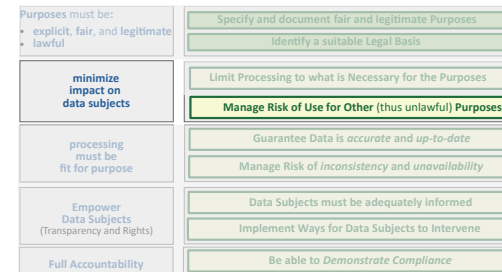 Purposes must be:
• explicit, fair, and legitimate
• lawful
Specify and document fair and legitimate Purposes
Identify a suitable Legal Basis
minimize
impact on
data subjects
Limit Processing to what is Necessary for the Purposes
Manage Risk of Use for Other (thus unlawful) Purposes
processing
must be
fit for purpose
Guarantee Data is accurate and up-to-date
Manage Risk of inconsistency and unavailability
Empower
Data Subjects
(Transparency and Rights)
Data Subjects must be adequately informed
Implement Ways for Data Subjects to Intervene
Full Accountability
Be able to Demonstrate Compliance